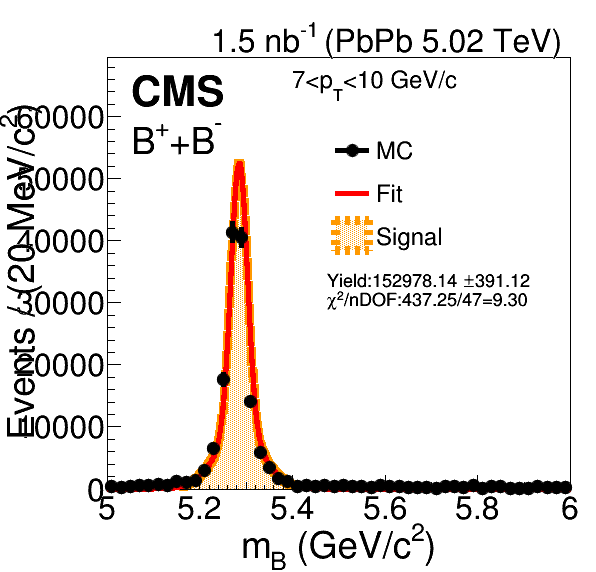 1.5 nb⁻¹ (PbPb 5.02 TeV)
CMS
7<p_T<10 GeV/c
B⁺+B⁻
MC
Fit
Signal
Yield:152978.14 ±391.12
χ²/nDOF:437.25/47=9.30
Events / (20 MeV/c²)
60000
50000
40000
30000
20000
10000
0
5 5.2 5.4 5.6 5.8 6
m_B (GeV/c²)